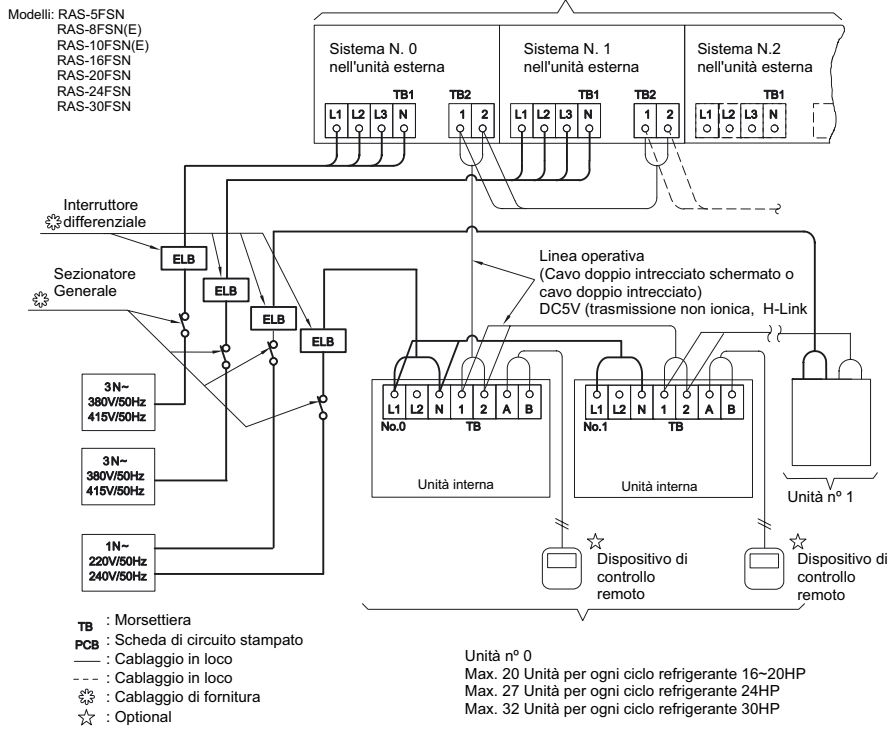 Modelli: RAS-5FSN
RAS-8FSN(E)
RAS-10FSN(E)
RAS-16FSN
RAS-20FSN
RAS-24FSN
RAS-30FSN
Sistema N. 0
nell'unità esterna
Sistema N. 1
nell'unità esterna
Sistema N.2
nell'unità esterna
TB1 TB2 TB1 TB2 TB1
L1 L2 L3 N 1 2 L1 L2 L3 N 1 2 L1 L2 L3 N
Interruttore
differenziale
ELB
ELB
ELB
ELB
Sezionatore
Generale
Linea operativa
(Cavo doppio intrecciato schermato o
cavo doppio intrecciato)
DC5V (trasmissione non ionica, H-Link
3N~
380V/50Hz
415V/50Hz
3N~
380V/50Hz
415V/50Hz
1N~
220V/50Hz
240V/50Hz
L1 L2 N 1 2 A B
No.0 TB
Unità interna
L1 L2 N 1 2 A B
No.1 TB
Unità interna
Unità nº 1
Dispositivo di
controllo
remoto
Dispositivo di
controllo
remoto
TB : Morsettiera
PCB : Scheda di circuito stampato
: Cablaggio in loco
: Cablaggio in loco
: Cablaggio di fornitura
: Optional
Unità nº 0
Max. 20 Unità per ogni ciclo refrigerante 16~20HP
Max. 27 Unità per ogni ciclo refrigerante 24HP
Max. 32 Unità per ogni ciclo refrigerante 30HP